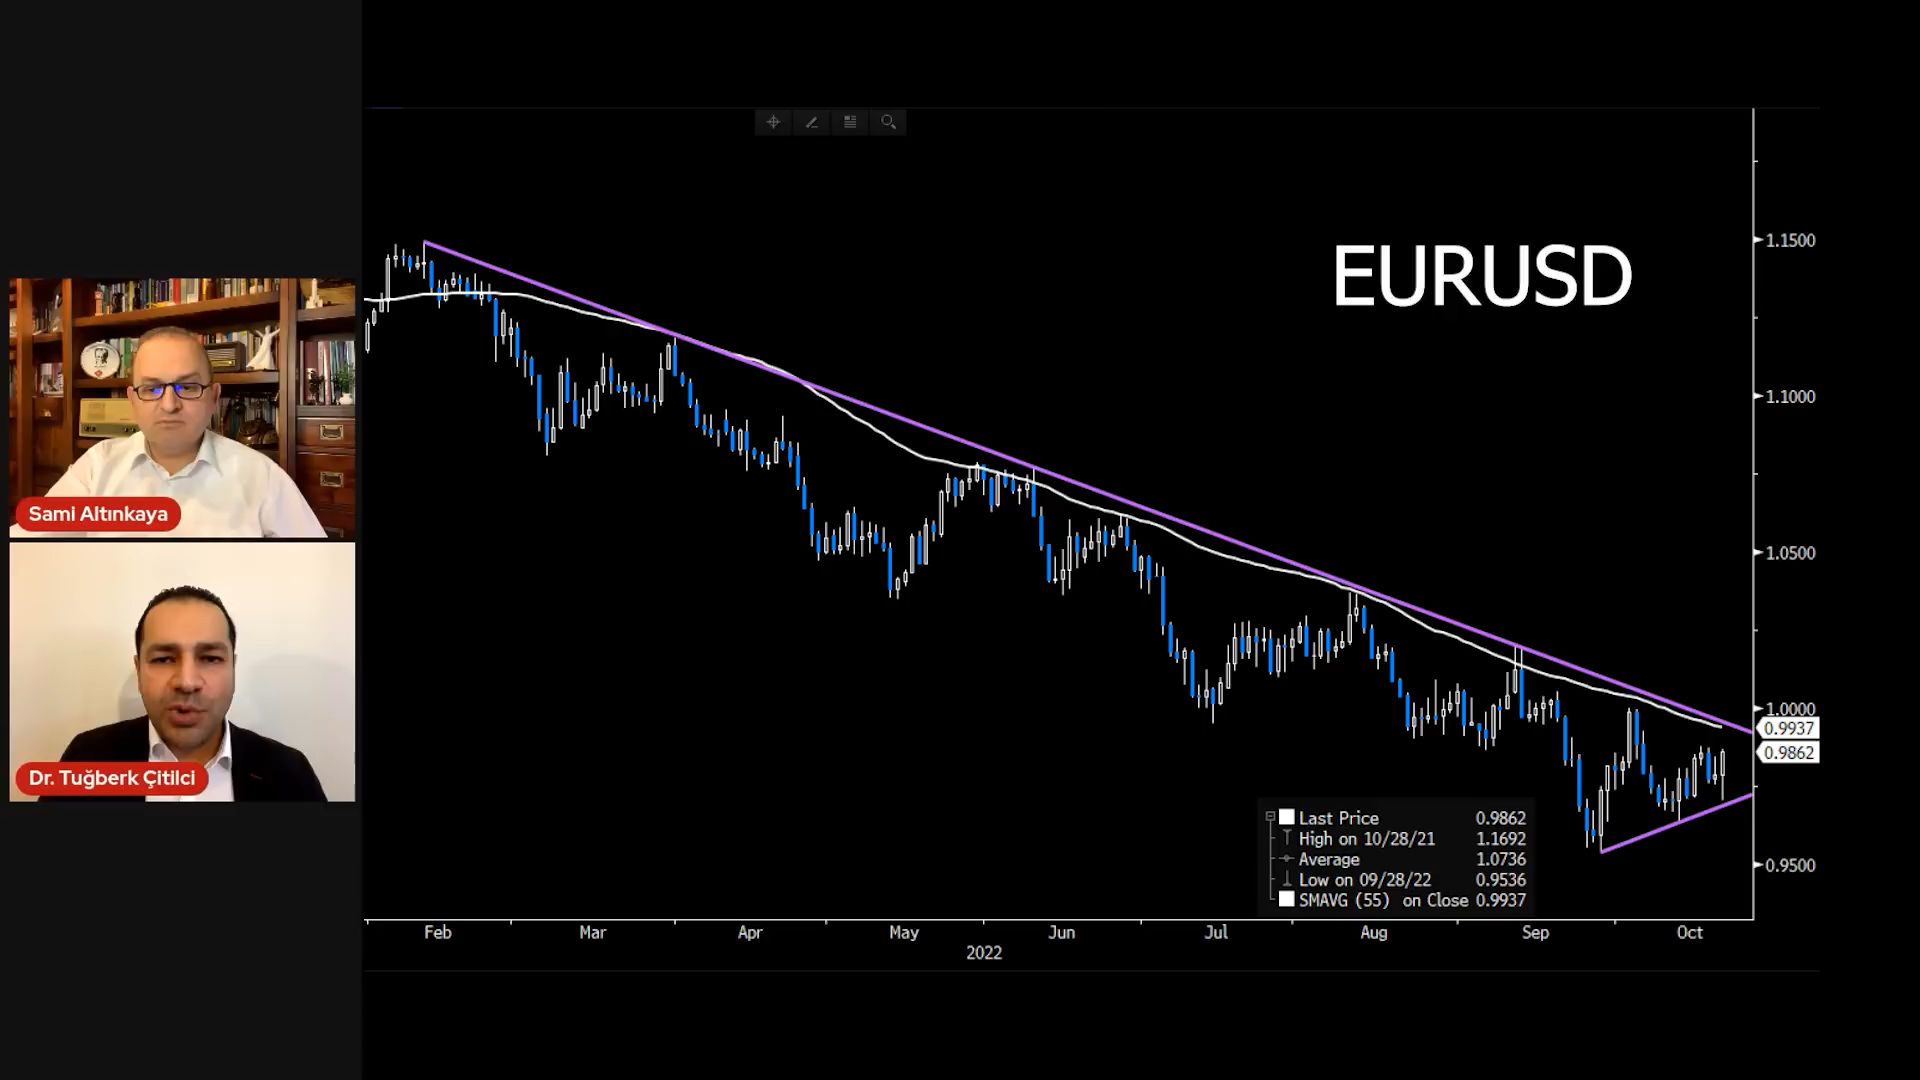 Sami Altınkaya
Dr. Tuğberk Çitilci
EURUSD
1.1500
1.1000
1.0500
1.0000
0.9937
0.9862
0.9500
Last Price 0.9862
High on 10/28/21 1.1692
Average 1.0736
Low on 09/28/22 0.9536
SMAVG (55) on Close 0.9937
Feb Mar Apr May Jun Jul Aug Sep Oct
2022